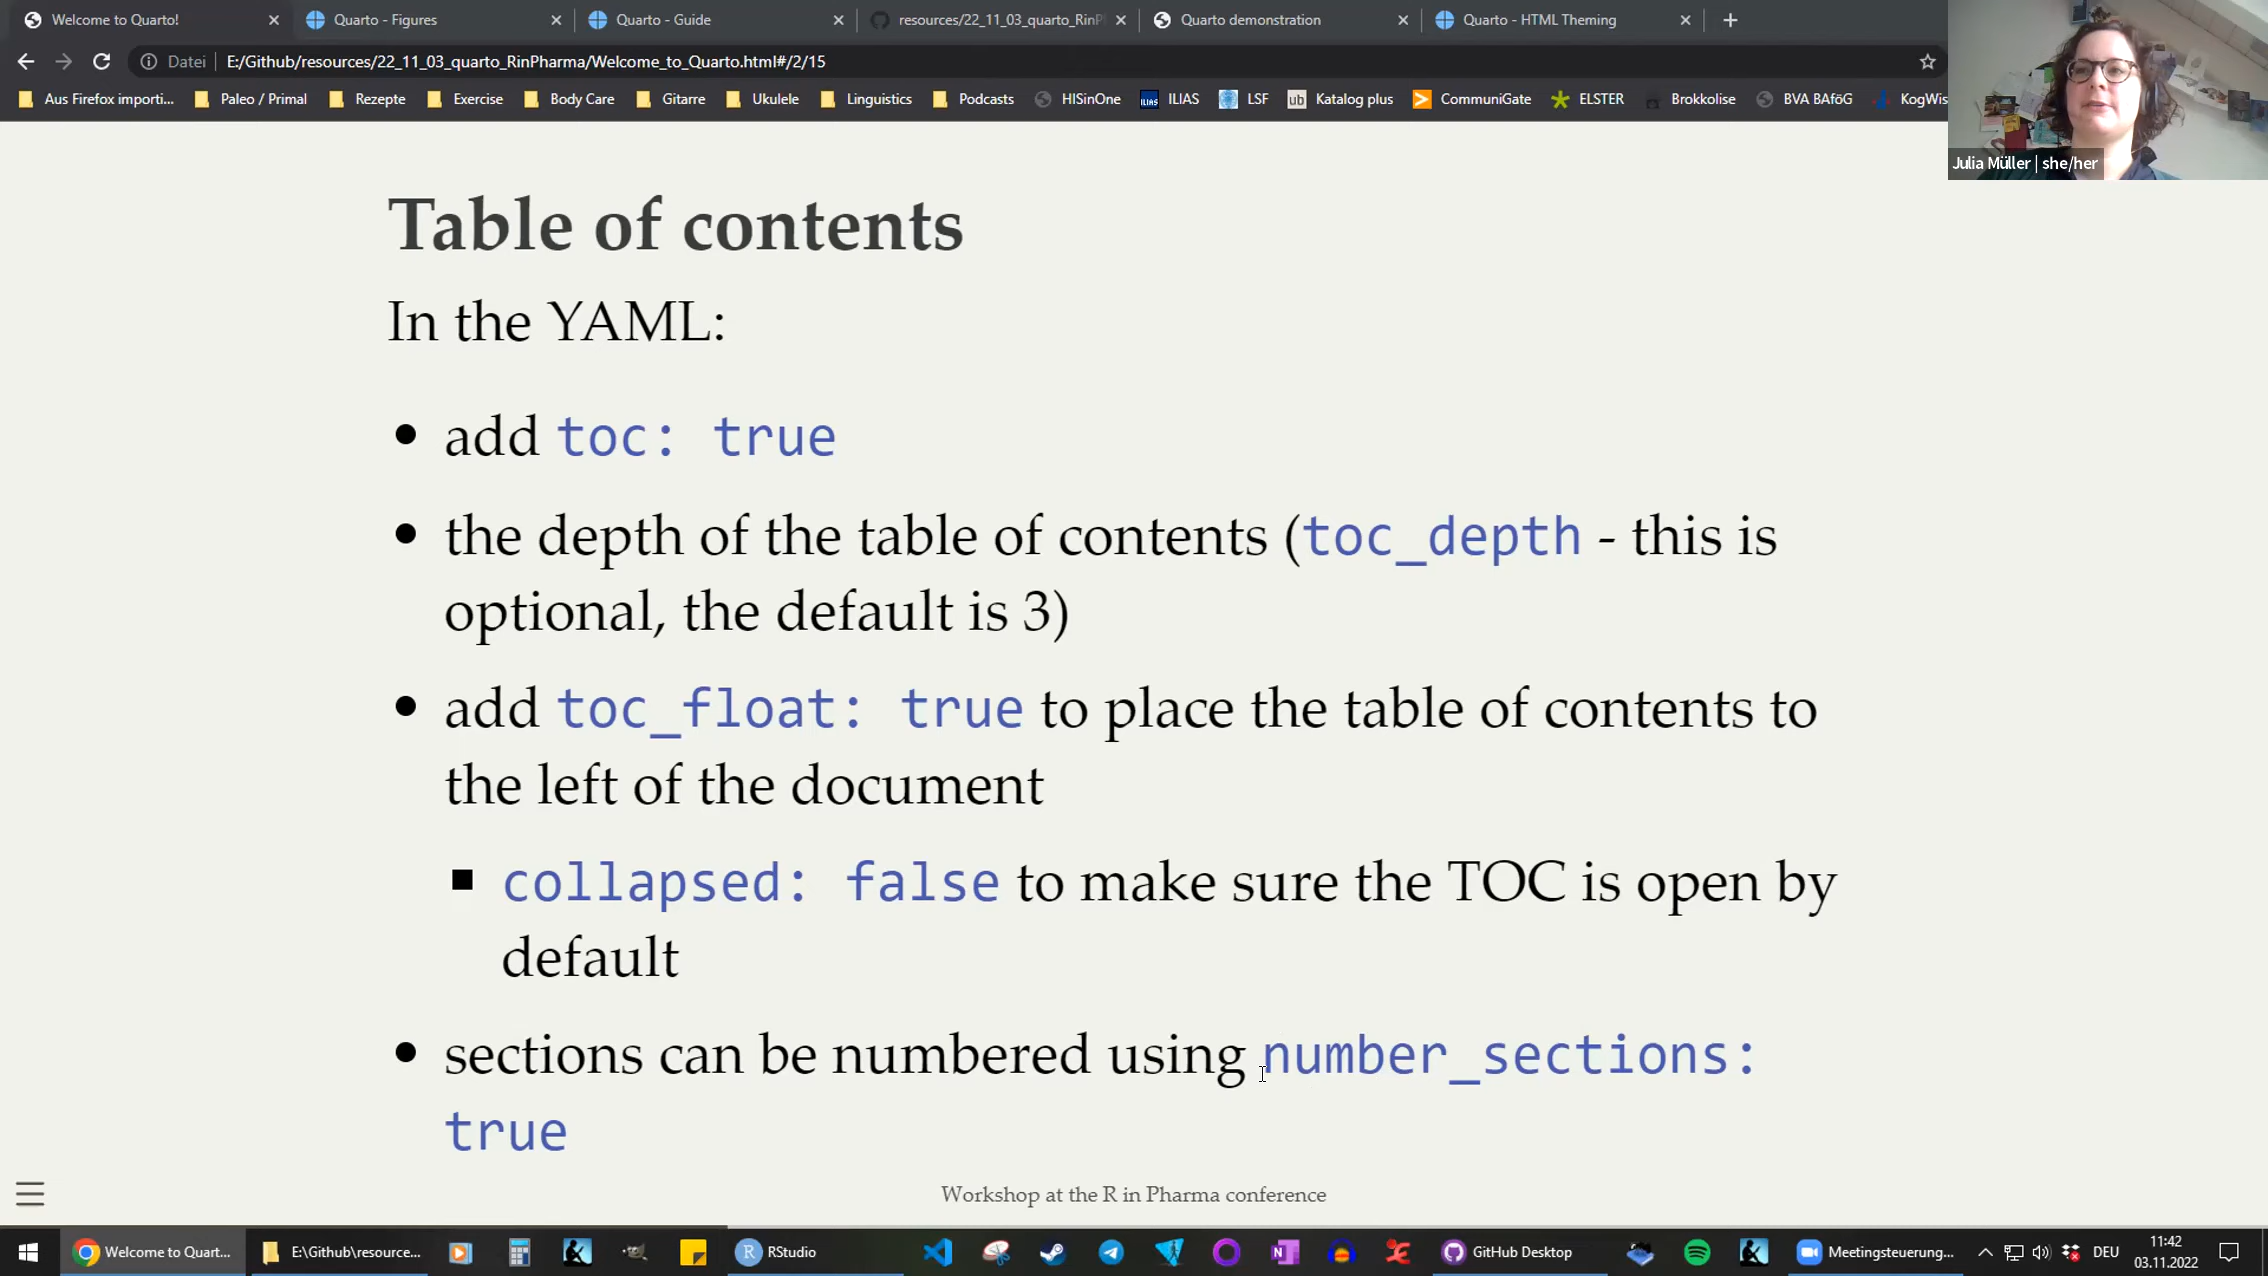 Welcome to Quarto!
Quarto - Figures
Quarto - Guide
resources/22_11_03_quarto_RinP
Quarto demonstration
Quarto - HTML Theming
Datei
E:/Github/resources/22_11_03_quarto_RinPharma/Welcome_to_Quarto.html#/2/15
Aus Firefox importi...
Paleo / Primal
Rezepte
Exercise
Body Care
Gitarre
Ukulele
Linguistics
Podcasts
HISinOne
ILIAS
ILIAS
LSF
ub
Katalog plus
CommuniGate
ELSTER
Brokkolise
BVA BAföG
KogWis
Julia Müller | she/her
Table of contents
In the YAML:
• add toc: true
• the depth of the table of contents (toc_depth - this is
optional, the default is 3)
• add toc_float: true to place the table of contents to
the left of the document
▪ collapsed: false to make sure the TOC is open by
default
• sections can be numbered using number_sections:
true
Workshop at the R in Pharma conference
Welcome to Quart...
E:\Github\resource...
R
RStudio
N
GitHub Desktop
Meetingsteuerung...
DEU
11:42
03.11.2022